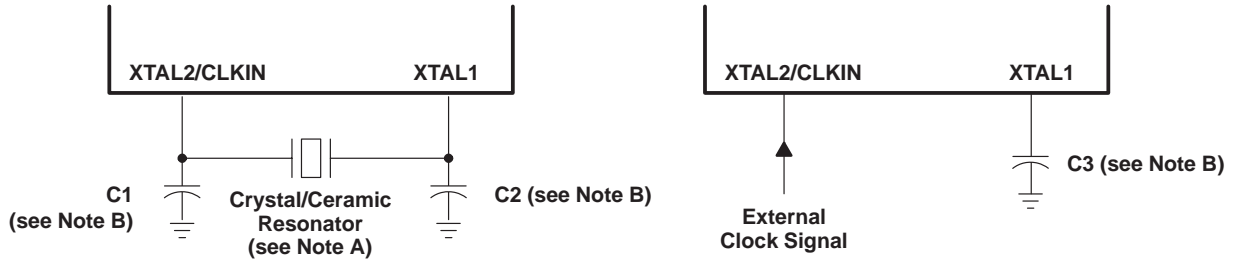 XTAL2/CLKIN
XTAL1
C1
(see Note B)
Crystal/Ceramic
Resonator
(see Note A)
C2 (see Note B)
XTAL2/CLKIN
XTAL1
C3 (see Note B)
External
Clock Signal